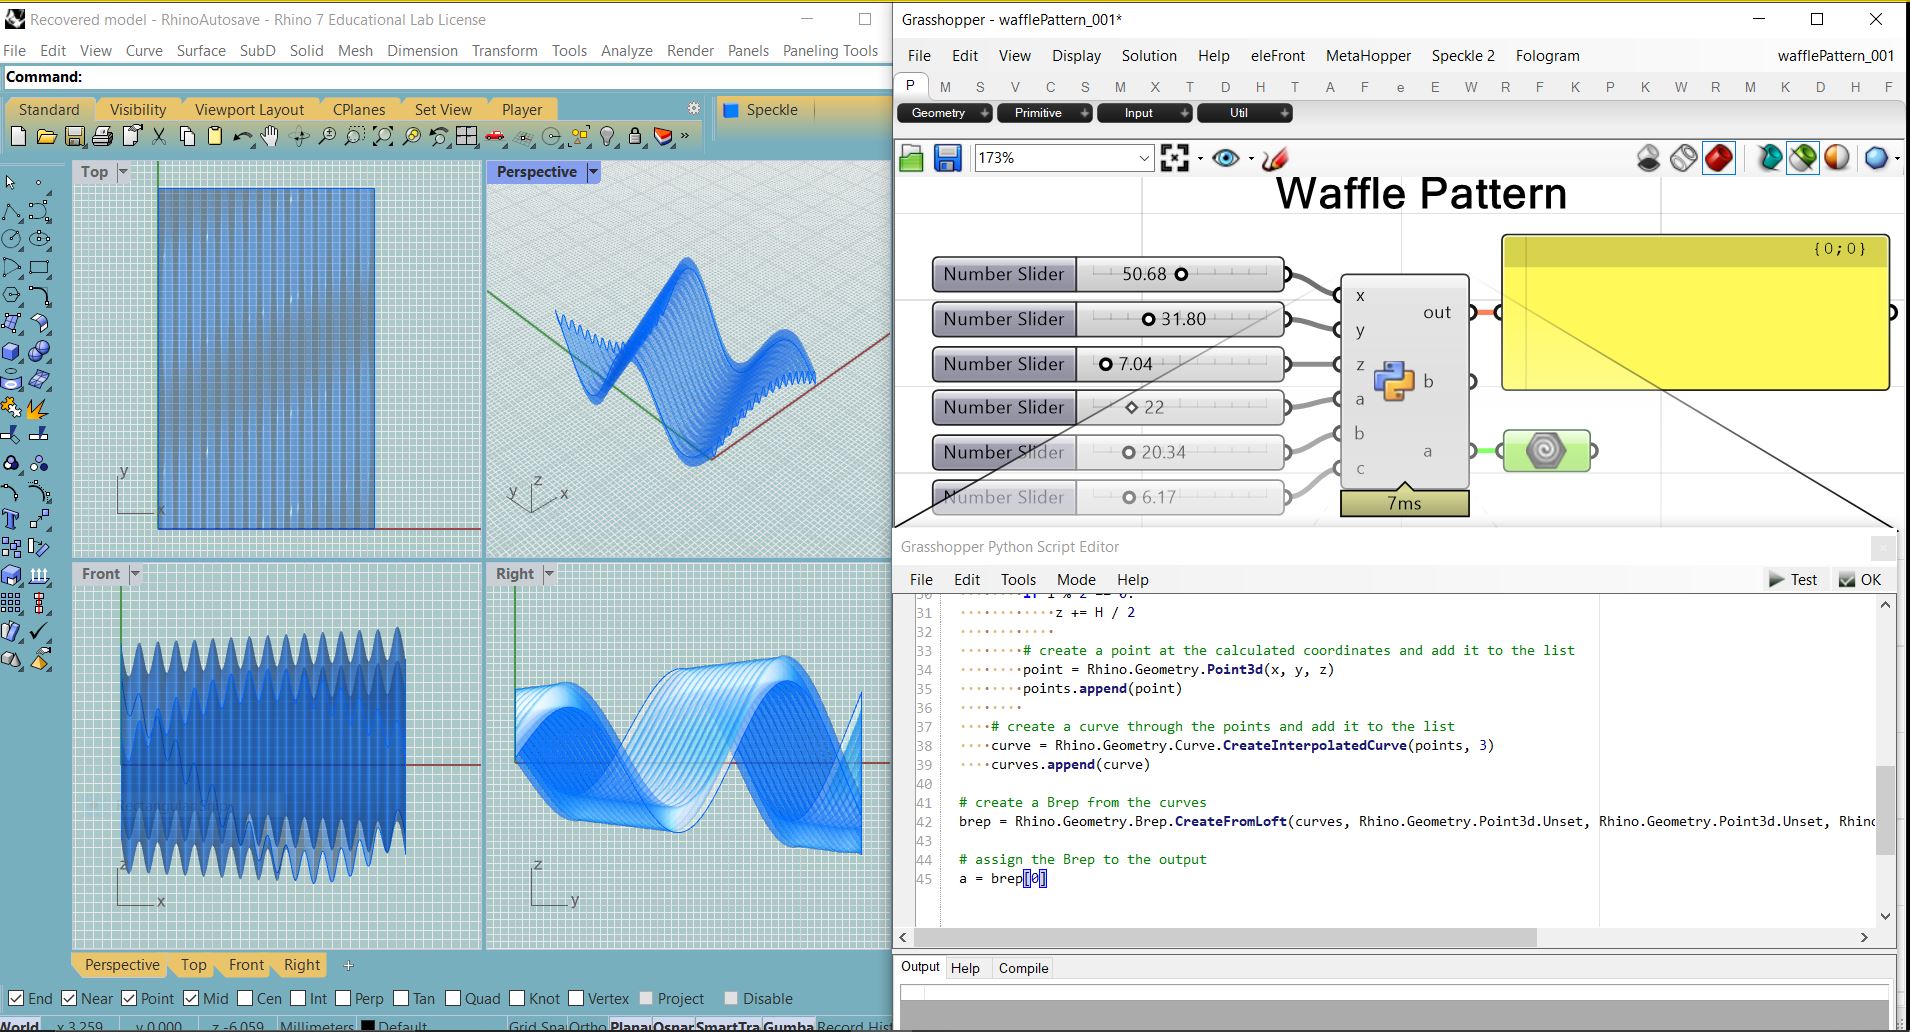 Recovered model - RhinoAutosave - Rhino 7 Educational Lab License
File Edit View Curve Surface SubD Solid Mesh Dimension Transform Tools Analyze Render Panels Paneling Tools
Command:
Standard Visibility Viewport Layout CPlanes Set View Player
Speckle
»
Top
y
x
Perspective
y z x
Front
z
x
Right
z
y
Perspective Top Front Right +
End Near Point Mid Cen Int Perp Tan Quad Knot Vertex Project Disable
World x 3.259 y 0.000 z -6.059 Millimeters Default Grid Sna Ortho Planar Osnap SmartTra Gumba Record Hist
Grasshopper - wafflePattern_001*
File Edit View Display Solution Help eleFront MetaHopper Speckle 2 Fologram wafflePattern_001
P M S V C S M X T D H T A F e E W R F K P K W R M K D H F
Geometry Primitive Input Util
173%
Waffle Pattern
Number Slider 50.68
Number Slider 31.80
Number Slider 7.04
Number Slider 22
Number Slider 20.34
Number Slider 6.17
x
y
z
a
b
c
out
b
a
7ms
{0;0}
Grasshopper Python Script Editor
File Edit Tools Mode Help Test OK
30 if i % 2 == 0:
31 z += H / 2
32
33 # create a point at the calculated coordinates and add it to the list
34 point = Rhino.Geometry.Point3d(x, y, z)
35 points.append(point)
36
37 # create a curve through the points and add it to the list
38 curve = Rhino.Geometry.Curve.CreateInterpolatedCurve(points, 3)
39 curves.append(curve)
40
41 # create a Brep from the curves
42 brep = Rhino.Geometry.Brep.CreateFromLoft(curves, Rhino.Geometry.Point3d.Unset, Rhino.Geometry.Point3d.Unset, Rhino
43
44 # assign the Brep to the output
45 a = brep[0]
Output Help Compile